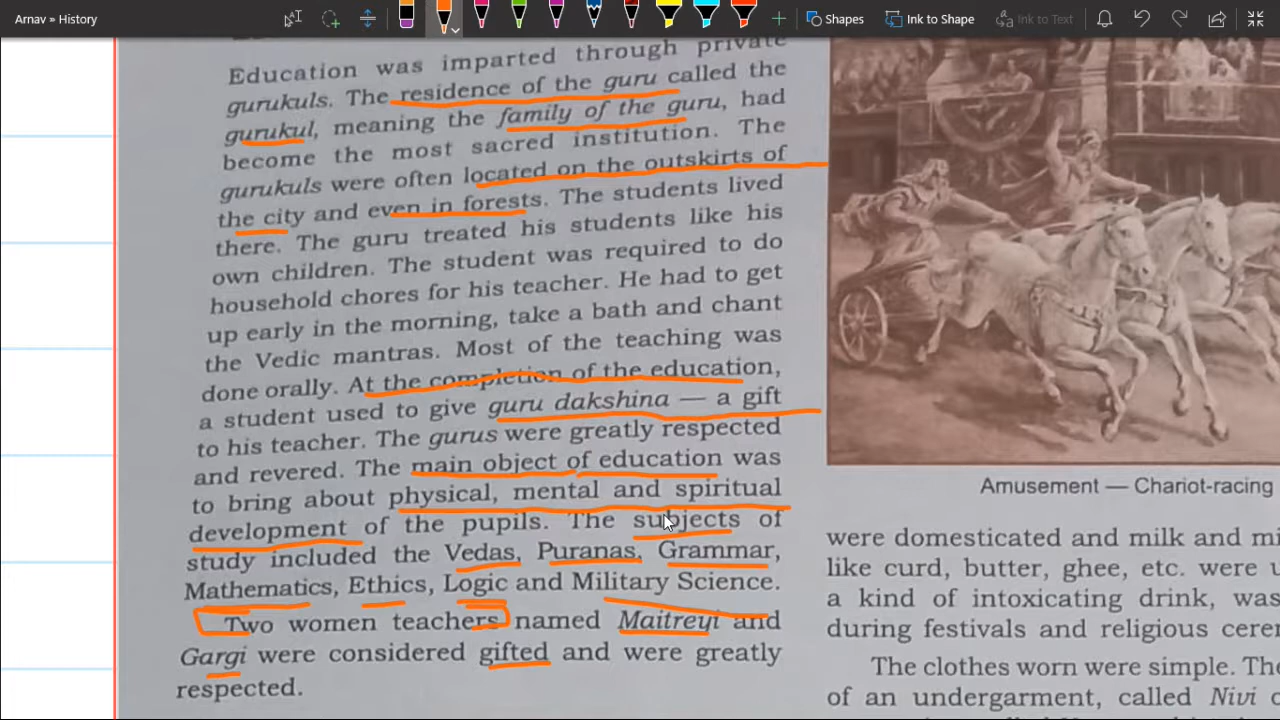 Arnav » History
Shapes
Ink to Shape
Ink to Text
Education was imparted through private
gurukuls. The residence of the guru called the
gurukul, meaning the family of the guru, had
become the most sacred institution. The
gurukuls were often located on the outskirts of
the city and even in forests. The students lived
there. The guru treated his students like his
own children. The student was required to do
household chores for his teacher. He had to get
up early in the morning, take a bath and chant
the Vedic mantras. Most of the teaching was
done orally. At the completion of the education,
a student used to give guru dakshina — a gift
to his teacher. The gurus were greatly respected
and revered. The main object of education was
to bring about physical, mental and spiritual
development of the pupils. The subjects of
study included the Vedas, Puranas, Grammar,
Mathematics, Ethics, Logic and Military Science.
Two women teachers named Maitreyi and
Gargi were considered gifted and were greatly
respected.
Amusement — Chariot-racing
were domesticated and milk and
like curd, butter, ghee, etc. were
a kind of intoxicating drink, was
during festivals and religious
The clothes worn were simple.
of an undergarment, called Nivi